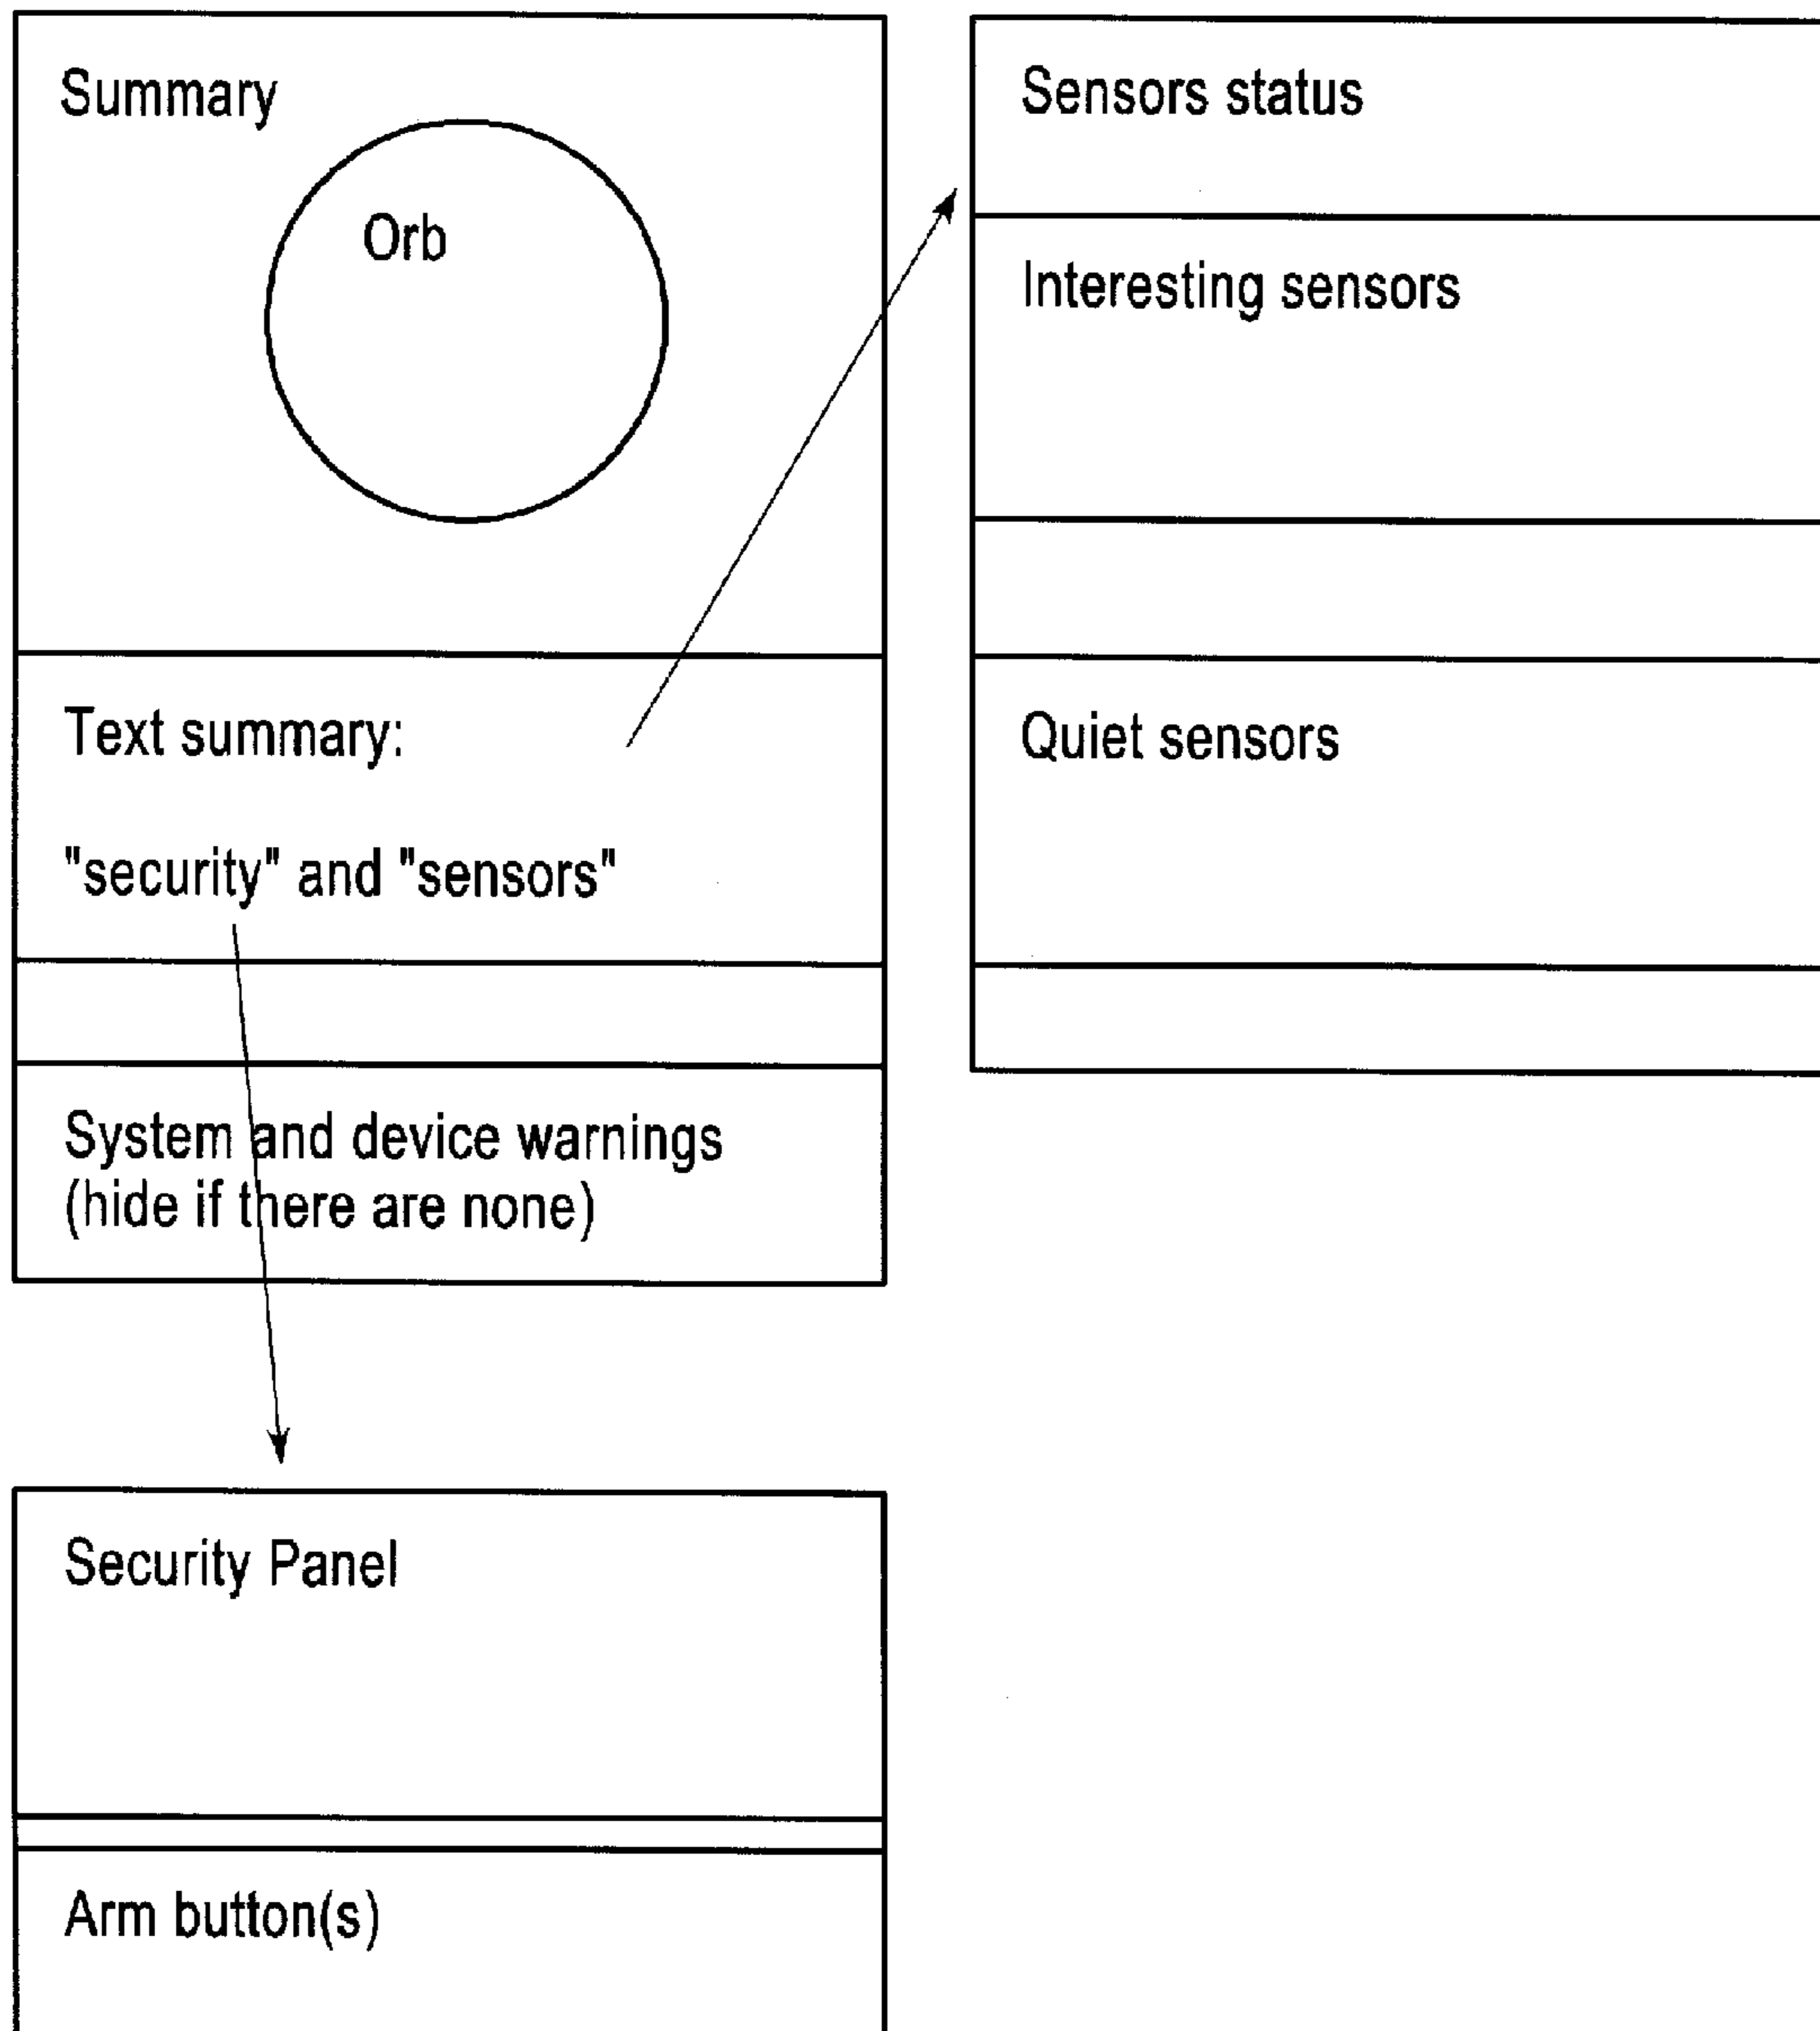 Summary
Orb
Text summary:
"security" and "sensors"
System and device warnings
(hide if there are none)
Sensors status
Interesting sensors
Quiet sensors
Security Panel
Arm button(s)